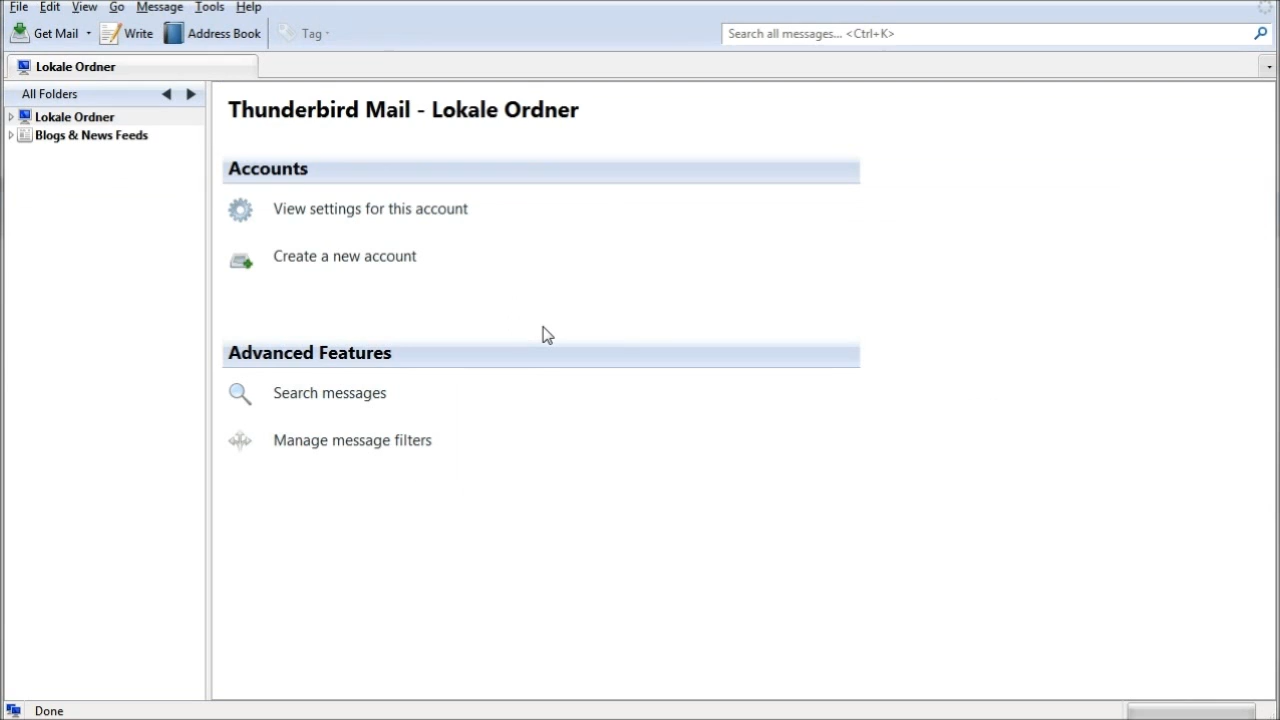 File Edit View Go Message Tools Help
Get Mail Write Address Book Tag Search all messages... <Ctrl+K>
Lokale Ordner
All Folders
Lokale Ordner
Blogs & News Feeds
Thunderbird Mail - Lokale Ordner
Accounts
View settings for this account
Create a new account
Advanced Features
Search messages
Manage message filters
Done